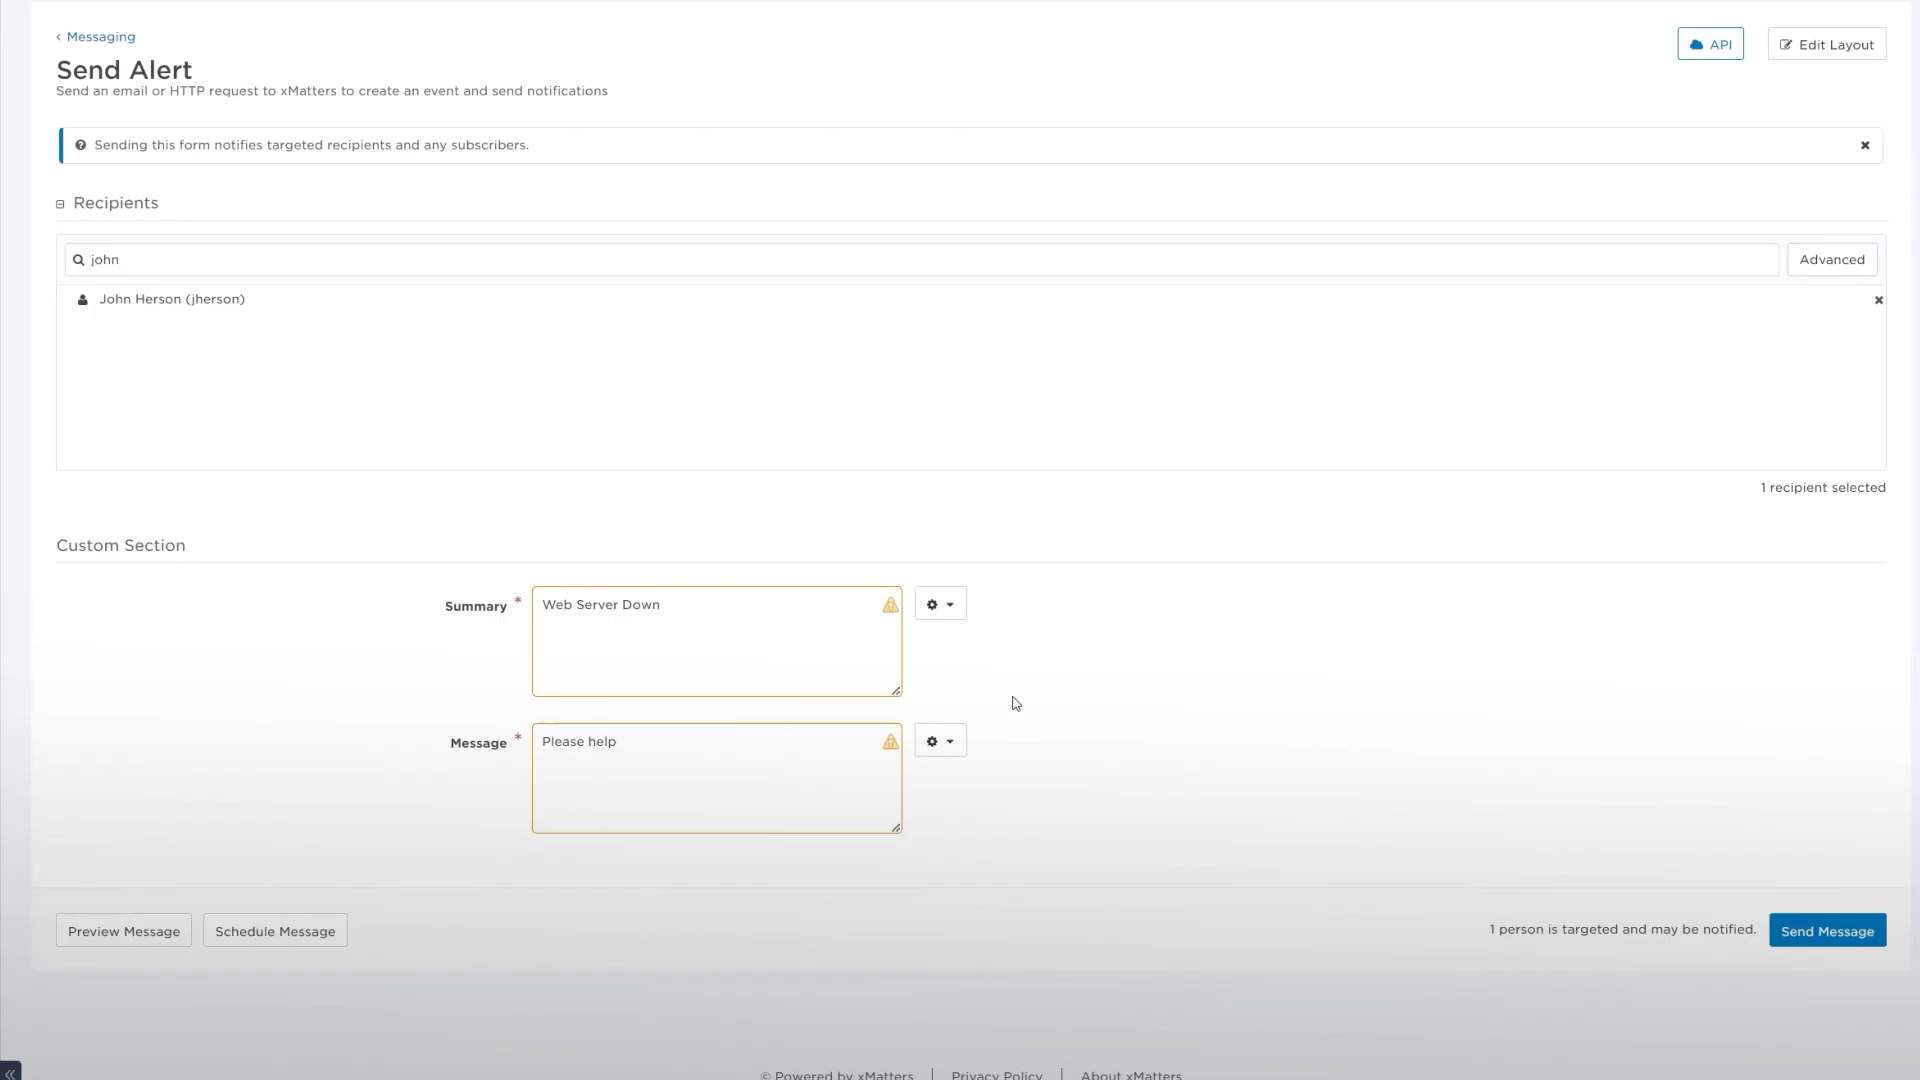 ‹ Messaging
API
Edit Layout
Send Alert
Send an email or HTTP request to xMatters to create an event and send notifications
Sending this form notifies targeted recipients and any subscribers.
Recipients
john
Advanced
John Herson (jherson)
1 recipient selected
Custom Section
Summary *
Web Server Down
Message *
Please help
Preview Message
Schedule Message
1 person is targeted and may be notified.
Send Message
© Powered by xMatters | Privacy Policy | About xMatters